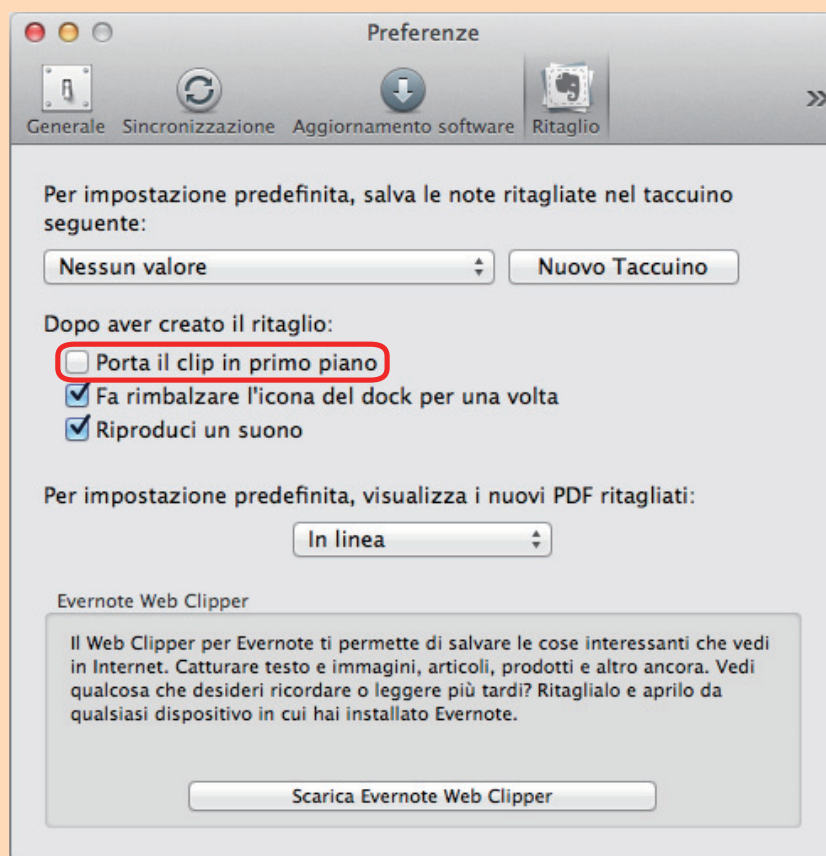 Preferenze
Generale Sincronizzazione Aggiornamento software Ritaglio »
Per impostazione predefinita, salva le note ritagliate nel taccuino
seguente:
Nessun valore Nuovo Taccuino
Dopo aver creato il ritaglio:
Porta il clip in primo piano
Fa rimbalzare l'icona del dock per una volta
Riproduci un suono
Per impostazione predefinita, visualizza i nuovi PDF ritagliati:
In linea
Evernote Web Clipper
Il Web Clipper per Evernote ti permette di salvare le cose interessanti che vedi
in Internet. Catturare testo e immagini, articoli, prodotti e altro ancora. Vedi
qualcosa che desideri ricordare o leggere più tardi? Ritaglialo e aprilo da
qualsiasi dispositivo in cui hai installato Evernote.
Scarica Evernote Web Clipper